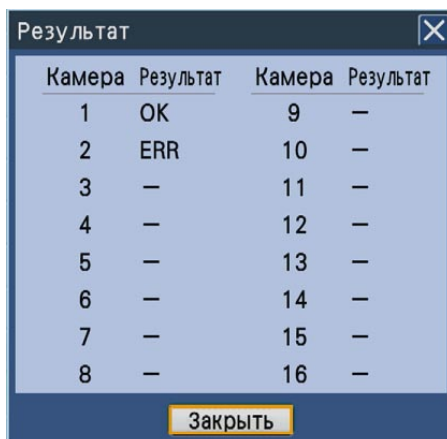 Результат
Камера Результат Камера Результат
1 OK 9 –
2 ERR 10 –
3 – 11 –
4 – 12 –
5 – 13 –
6 – 14 –
7 – 15 –
8 – 16 –
Закрыть